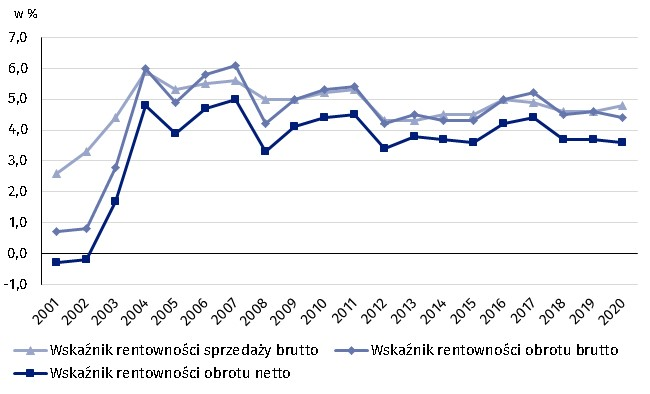 w %
7,0
6,0
5,0
4,0
3,0
2,0
1,0
0,0
-1,0
2001 2002 2003 2004 2005 2006 2007 2008 2009 2010 2011 2012 2013 2014 2015 2016 2017 2018 2019 2020
Wskaźnik rentowności sprzedaży brutto Wskaźnik rentowności obrotu brutto
Wskaźnik rentowności obrotu netto